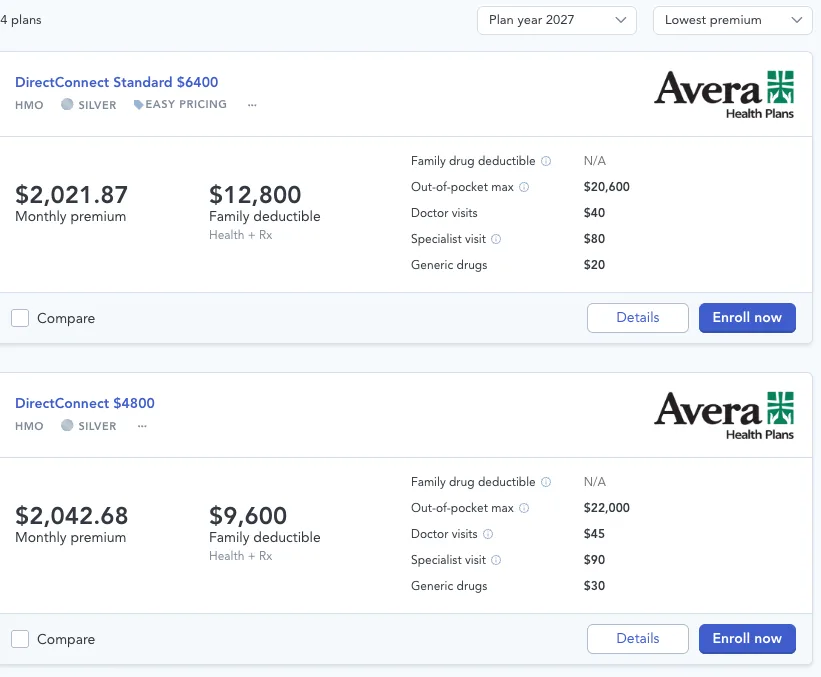 4 plans
Plan year 2027
Lowest premium
DirectConnect Standard $6400
HMO SILVER EASY PRICING ...
Avera
Health Plans
$2,021.87
Monthly premium
$12,800
Family deductible
Health + Rx
Family drug deductible N/A
Out-of-pocket max $20,600
Doctor visits $40
Specialist visit $80
Generic drugs $20
Compare
Details
Enroll now
DirectConnect $4800
HMO SILVER ...
Avera
Health Plans
$2,042.68
Monthly premium
$9,600
Family deductible
Health + Rx
Family drug deductible N/A
Out-of-pocket max $22,000
Doctor visits $45
Specialist visit $90
Generic drugs $30
Compare
Details
Enroll now